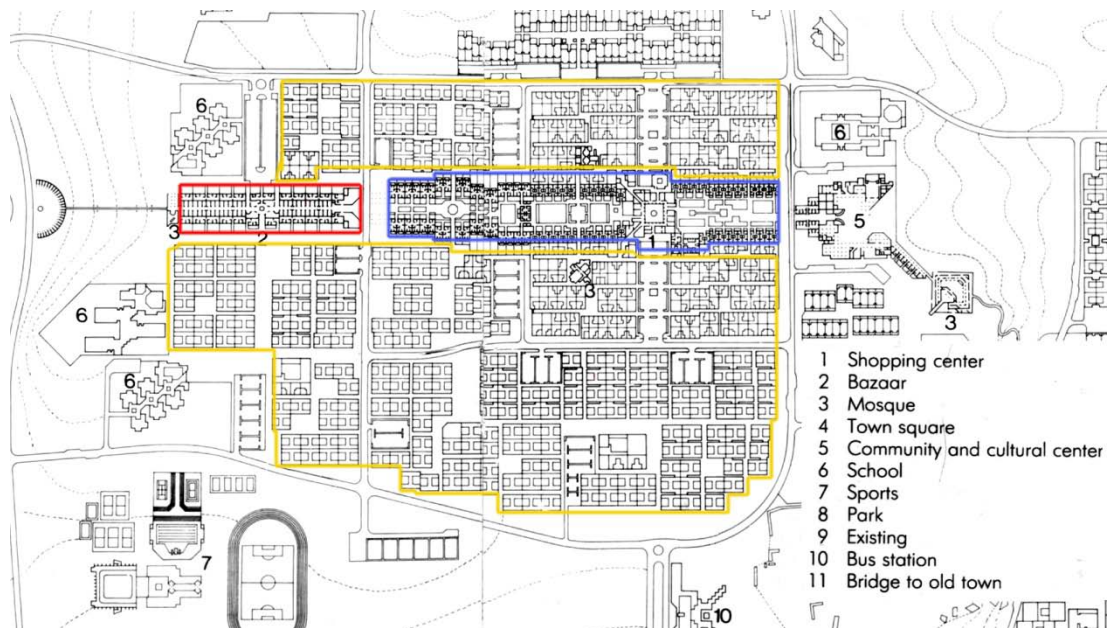 6
6
5
3
2
1
3
6
3
6
1 Shopping center
2 Bazaar
3 Mosque
4 Town square
5 Community and cultural center
6 School
7 Sports
8 Park
9 Existing
10 Bus station
11 Bridge to old town
7
10